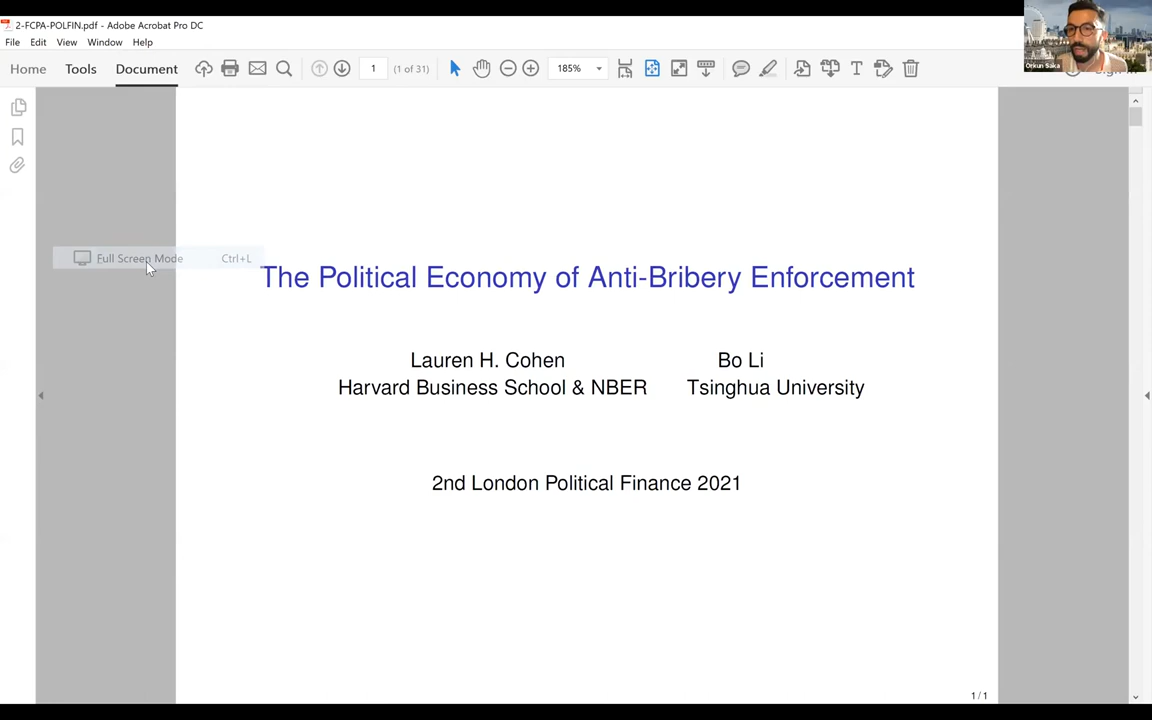 2-FCPA-POLFIN.pdf - Adobe Acrobat Pro DC
File Edit View Window Help
Home Tools Document 1 (1 of 31) 185%
Orkun Saka
Full Screen Mode Ctrl+L
The Political Economy of Anti-Bribery Enforcement
Lauren H. Cohen Bo Li
Harvard Business School & NBER Tsinghua University
2nd London Political Finance 2021
1 / 1